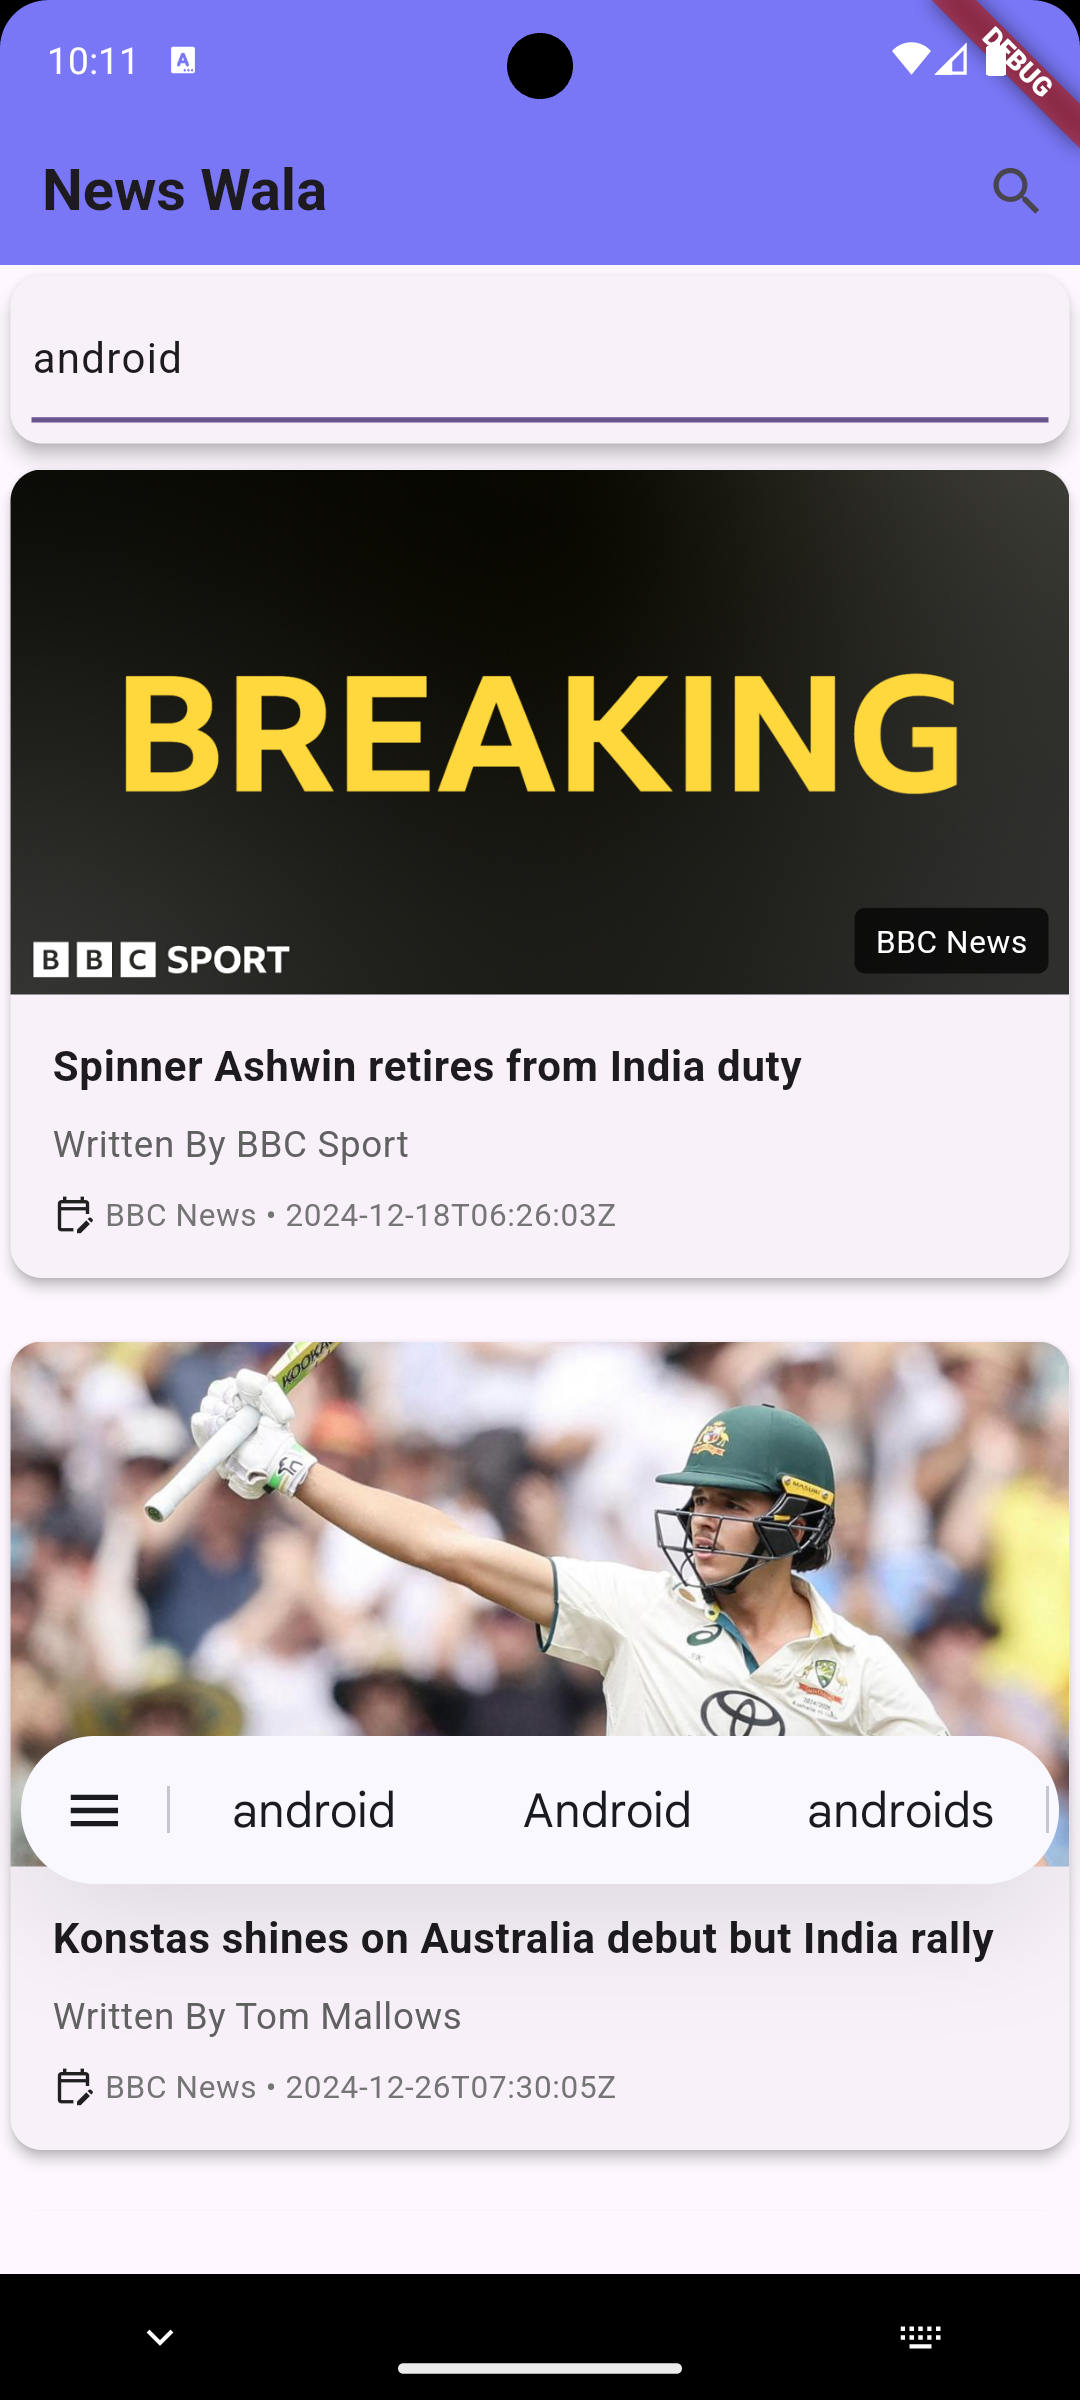 10:11
DEBUG
News Wala
android
BREAKING
BBC SPORT
BBC News
Spinner Ashwin retires from India duty
Written By BBC Sport
BBC News • 2024-12-18T06:26:03Z
KOOKA
MASURI
android Android androids
Konstas shines on Australia debut but India rally
Written By Tom Mallows
BBC News • 2024-12-26T07:30:05Z